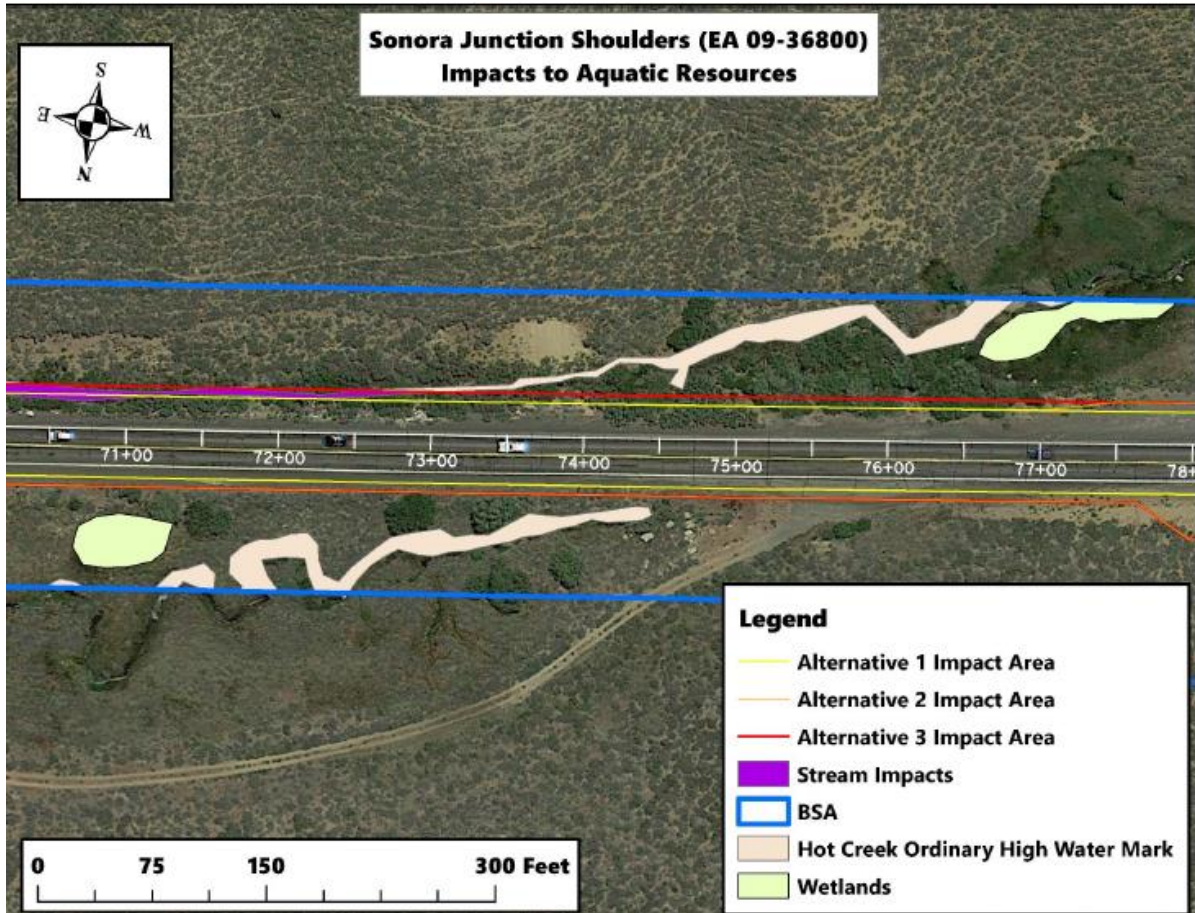 Sonora Junction Shoulders (EA 09-36800)
Impacts to Aquatic Resources
S
E
W
N
71+00 72+00 73+00 74+00 75+00 76+00 77+00 78+
Legend
Alternative 1 Impact Area
Alternative 2 Impact Area
Alternative 3 Impact Area
Stream Impacts
BSA
Hot Creek Ordinary High Water Mark
Wetlands
0 75 150 300 Feet